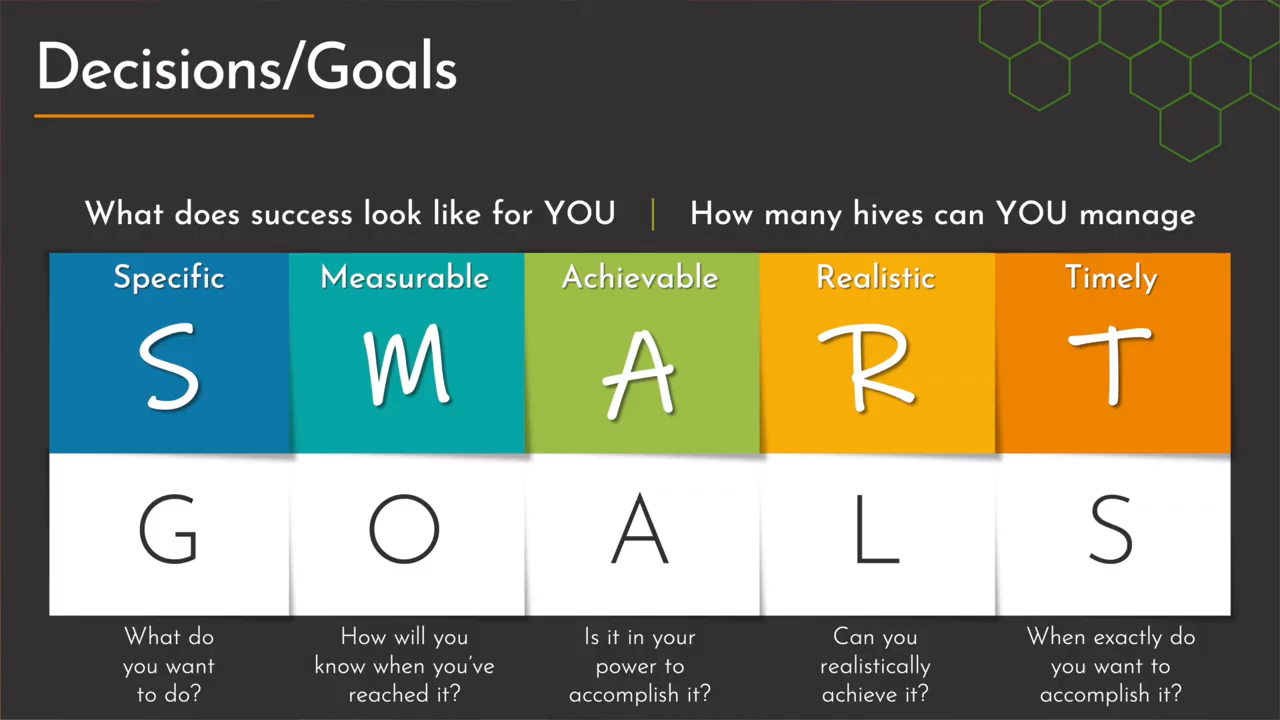 Decisions/Goals
What does success look like for YOU | How many hives can YOU manage
Specific Measurable Achievable Realistic Timely
S M A R T
G O A L S
What do How will you Is it in your Can you When exactly do
you want know when you've power to realistically you want to
to do? reached it? accomplish it? achieve it? accomplish it?